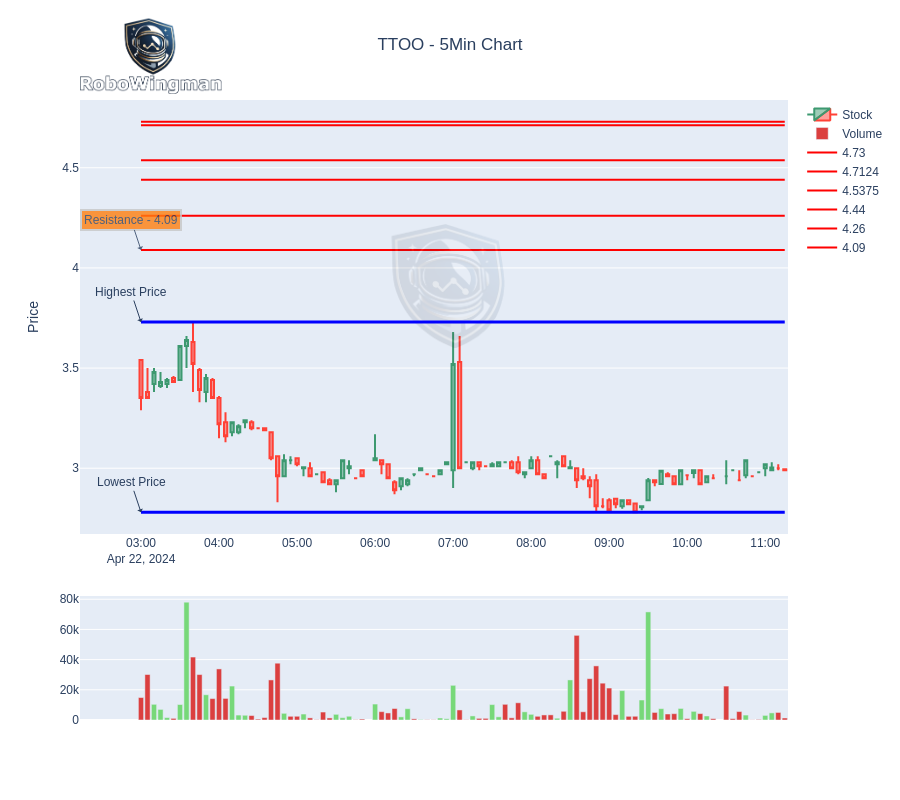 RoboWingman
TTOO - 5Min Chart
Stock
Volume
4.73
4.7124
4.5375
4.44
4.26
4.09
4.5
4
3.5
3
Price
Resistance - 4.09
Highest Price
Lowest Price
03:00
04:00
05:00
06:00
07:00
08:00
09:00
10:00
11:00
Apr 22, 2024
80k
60k
40k
20k
0